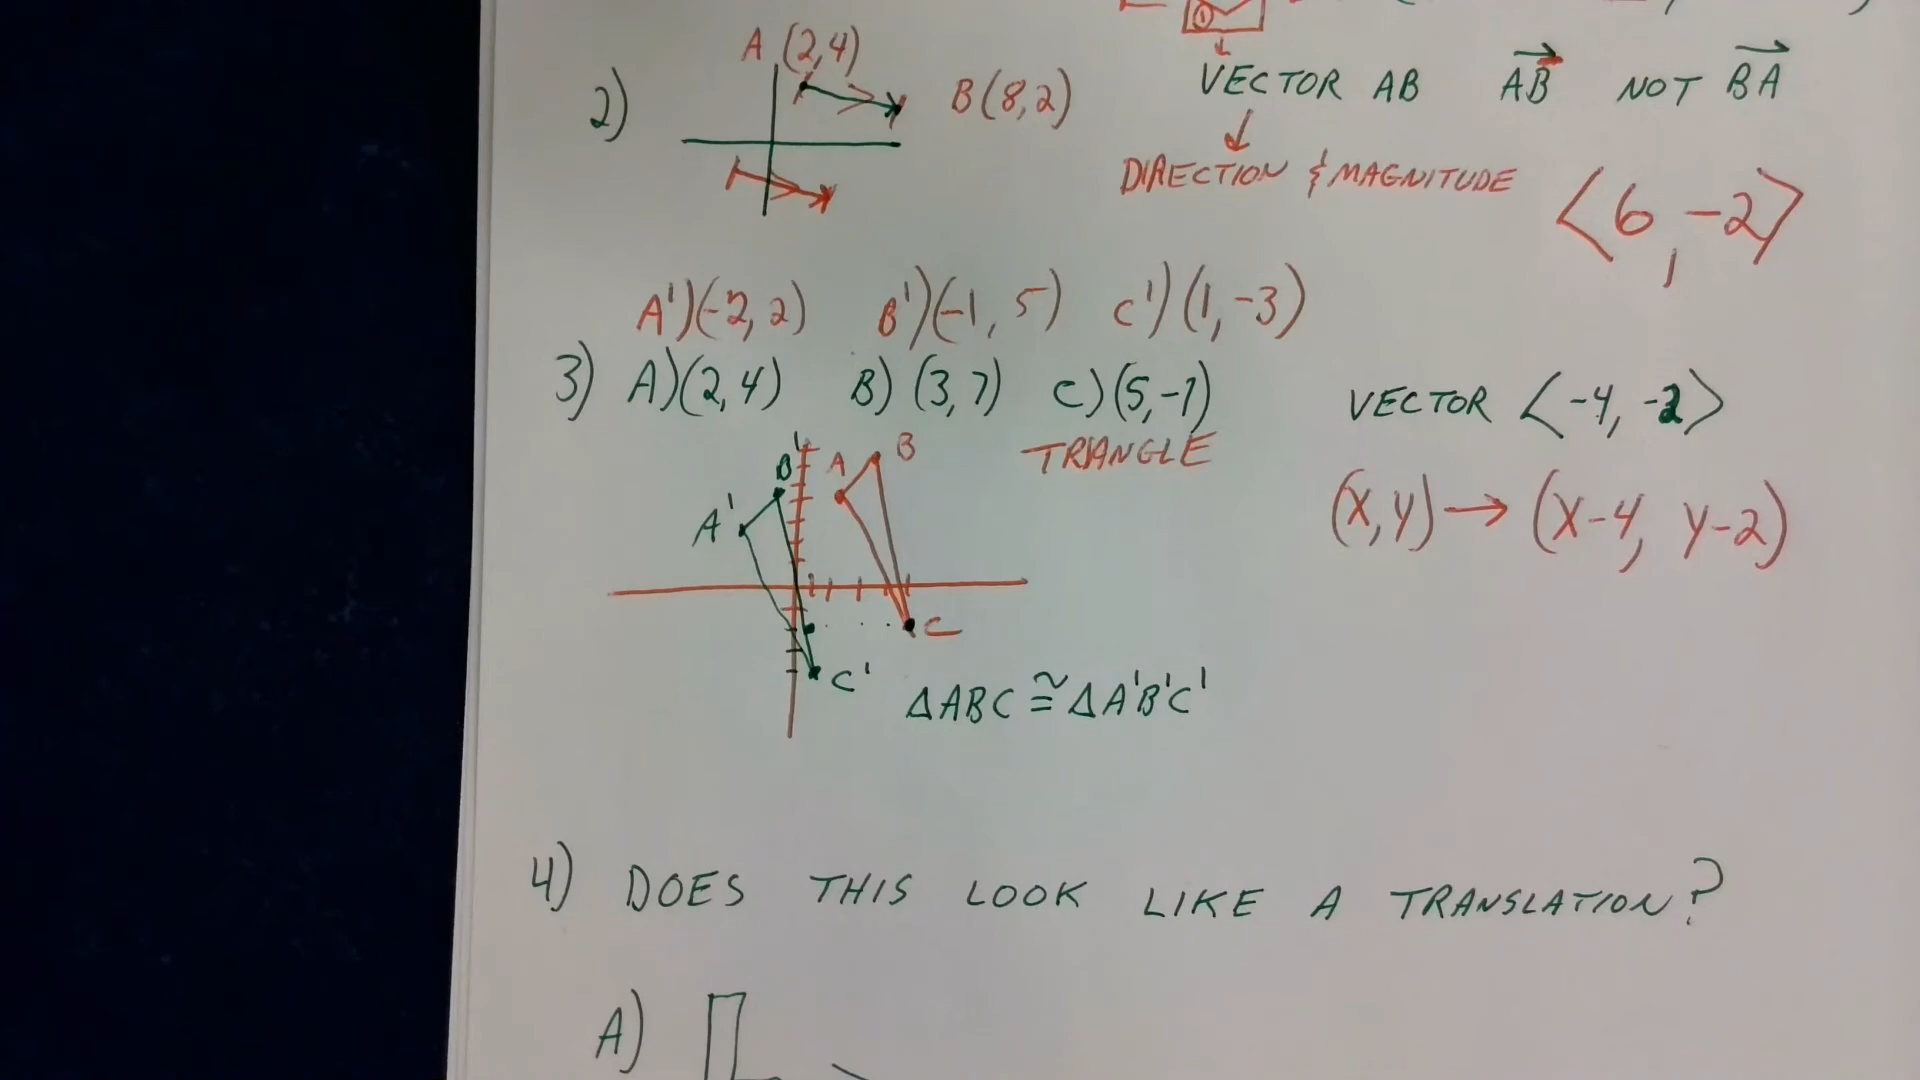 ①
A (2,4)
2) B(8,2) VECTOR AB AB NOT BA
DIRECTION & MAGNITUDE <6, -2>
A')(-2, 2) B')(-1, 5) C')(1, -3)
3) A)(2,4) B) (3,7) C)(5,-1) VECTOR <-4, -2>
TRIANGLE
B' A B
A' (X,Y)→(X-4, Y-2)
C
C' ΔABC ≅ ΔA'B'C'
4) DOES THIS LOOK LIKE A TRANSLATION?
A)